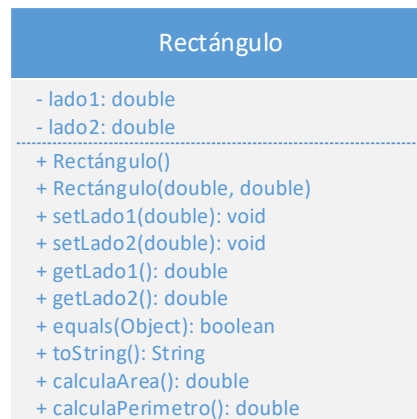 Rectángulo
- lado1: double
- lado2: double
+ Rectángulo()
+ Rectángulo(double, double)
+ setLado1(double): void
+ setLado2(double): void
+ getLado1(): double
+ getLado2(): double
+ equals(Object): boolean
+ toString(): String
+ calculaArea(): double
+ calculaPerimetro(): double